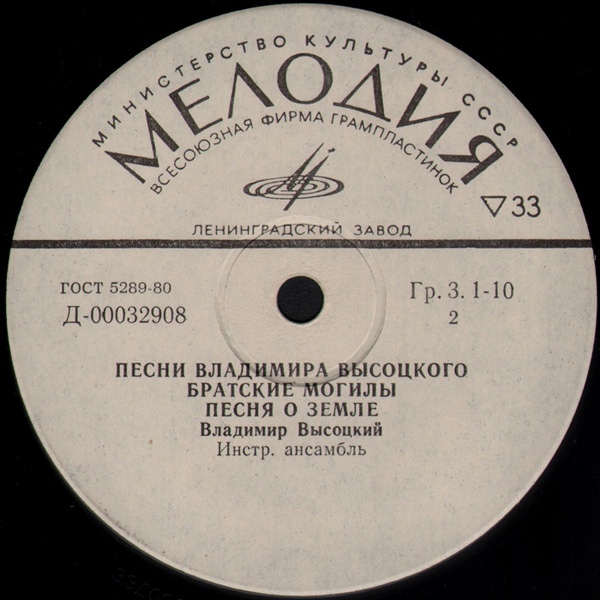 МИНИСТЕРСТВО КУЛЬТУРЫ СССР
МЕЛОДИЯ
ВСЕСОЮЗНАЯ ФИРМА ГРАМПЛАСТИНОК
33
ЛЕНИНГРАДСКИЙ ЗАВОД
ГОСТ 5289-80
Гр. 3. 1-10
Д-00032908
2
ПЕСНИ ВЛАДИМИРА ВЫСОЦКОГО
БРАТСКИЕ МОГИЛЫ
ПЕСНЯ О ЗЕМЛЕ
Владимир Высоцкий
Инстр. ансамбль